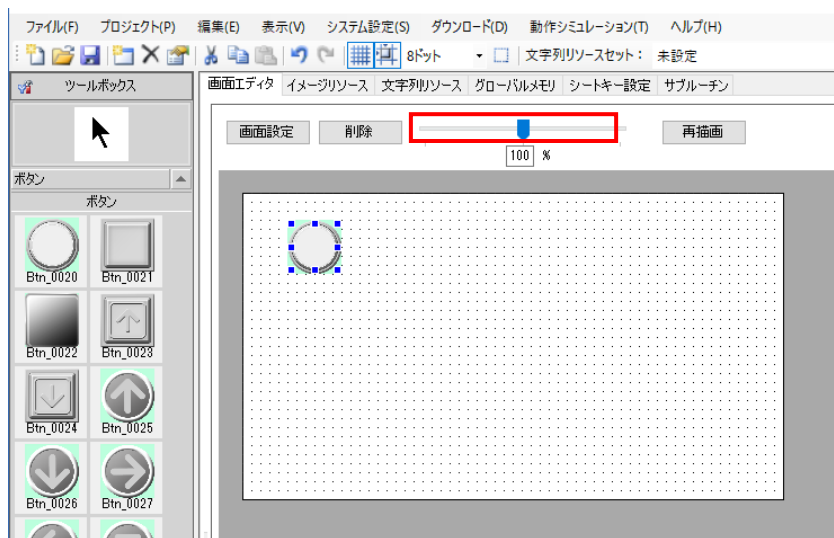 ファイル(F) プロジェクト(P) 編集(E) 表示(V) システム設定(S) ダウンロード(D) 動作シミュレーション(T) ヘルプ(H)
8ドット 文字列リソースセット： 未設定
ツールボックス
画面エディタ イメージリソース 文字列リソース グローバルメモリ シートキー設定 サブルーチン
画面設定 削除 再描画
100 %
ボタン
ボタン
Btn_0020 Btn_0021
Btn_0022 Btn_0023
Btn_0024 Btn_0025
Btn_0026 Btn_0027